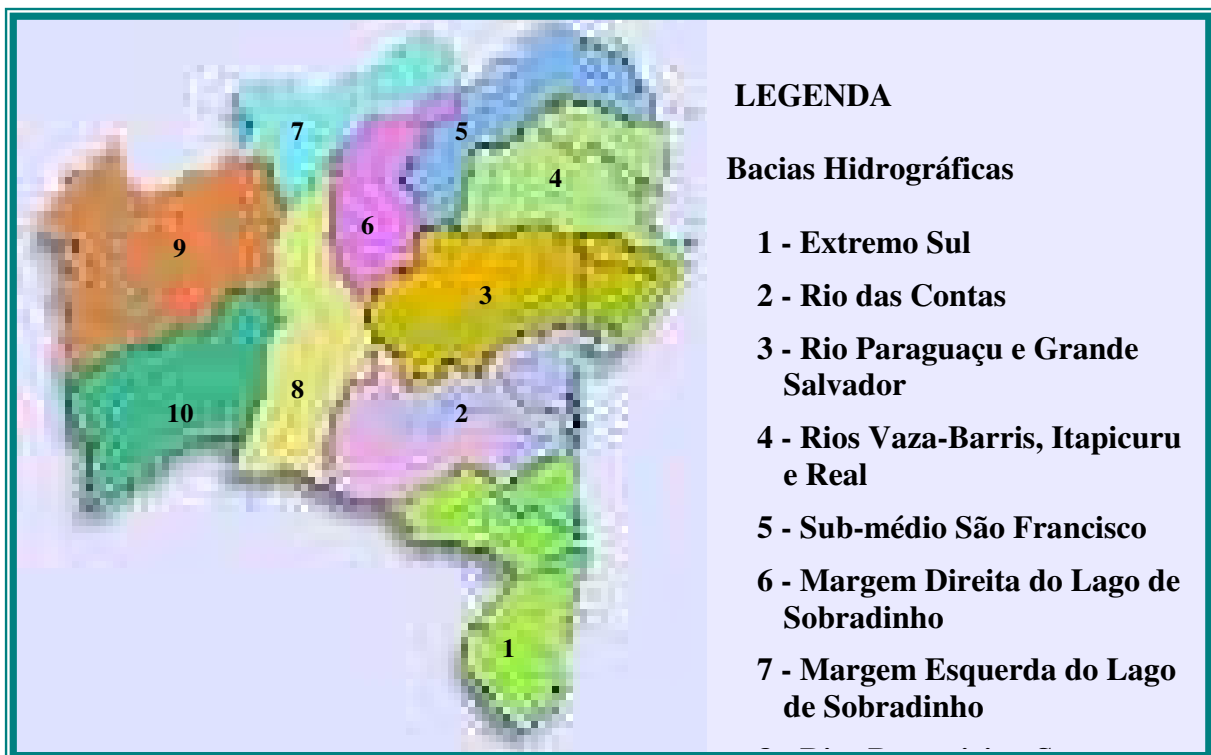 LEGENDA
Bacias Hidrográficas
1 - Extremo Sul
2 - Rio das Contas
3 - Rio Paraguaçu e Grande
Salvador
4 - Rios Vaza-Barris, Itapicuru
e Real
5 - Sub-médio São Francisco
6 - Margem Direita do Lago de
Sobradinho
7 - Margem Esquerda do Lago
de Sobradinho
7
5
4
6
9
3
8
10
2
1